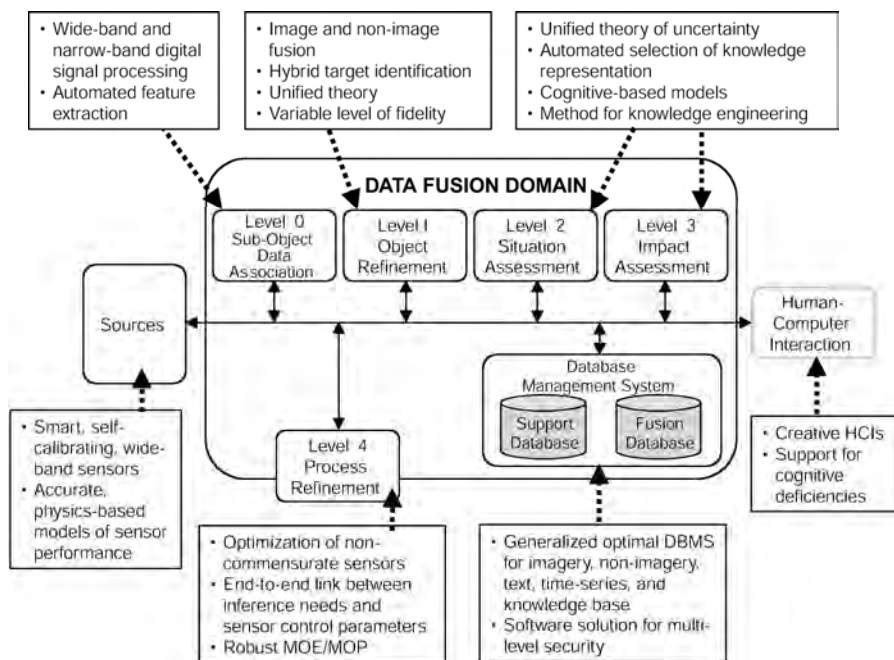 • Wide-band and
narrow-band digital
signal processing
• Automated feature
extraction
• Image and non-image
fusion
• Hybrid target identification
• Unified theory
• Variable level of fidelity
• Unified theory of uncertainty
• Automated selection of knowledge
representation
• Cognitive-based models
• Method for knowledge engineering
DATA FUSION DOMAIN
Level 0
Sub-Object
Data
Association
Level I
Object
Refinement
Level 2
Situation
Assessment
Level 3
Impact
Assessment
Sources
Human-
Computer
Interaction
Database
Management System
Support
Database
Fusion
Database
Level 4
Process
Refinement
• Smart, self-
calibrating, wide-
band sensors
• Accurate,
physics-based
models of sensor
performance
• Creative HCIs
• Support for
cognitive
deficiencies
• Optimization of non-
commensurate sensors
• End-to-end link between
inference needs and
sensor control parameters
• Robust MOE/MOP
• Generalized optimal DBMS
for imagery, non-imagery,
text, time-series, and
knowledge base
• Software solution for multi-
level security